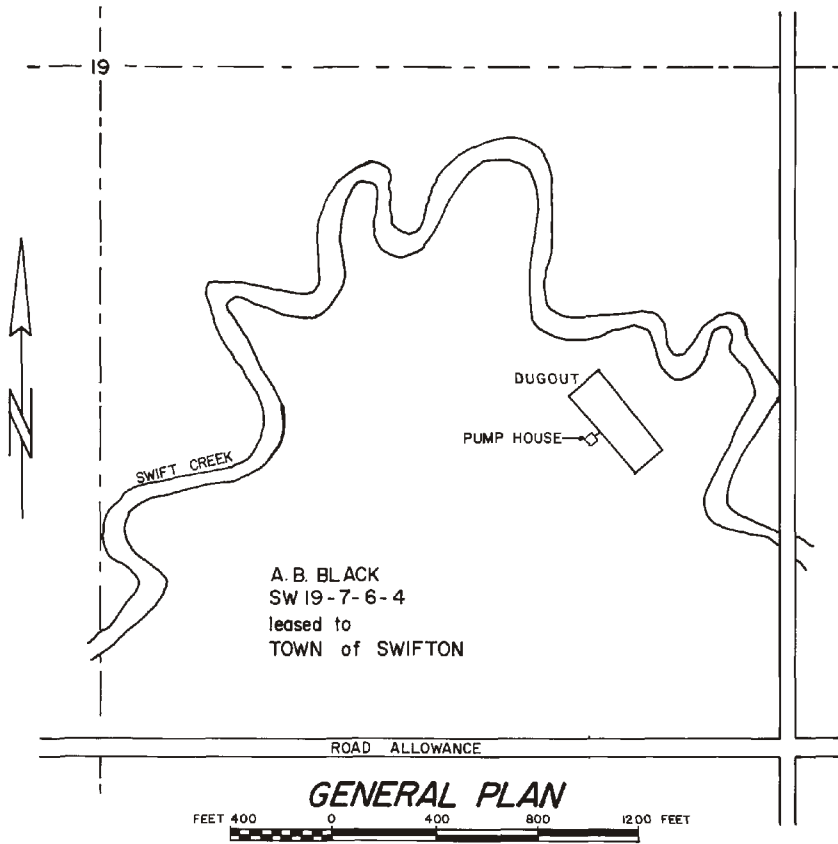 19
N
DUGOUT
PUMP HOUSE
SWIFT CREEK
A. B. BLACK
SW 19-7-6-4
leased to
TOWN of SWIFTON
ROAD ALLOWANCE
GENERAL PLAN
FEET 400 0 400 800 1200 FEET